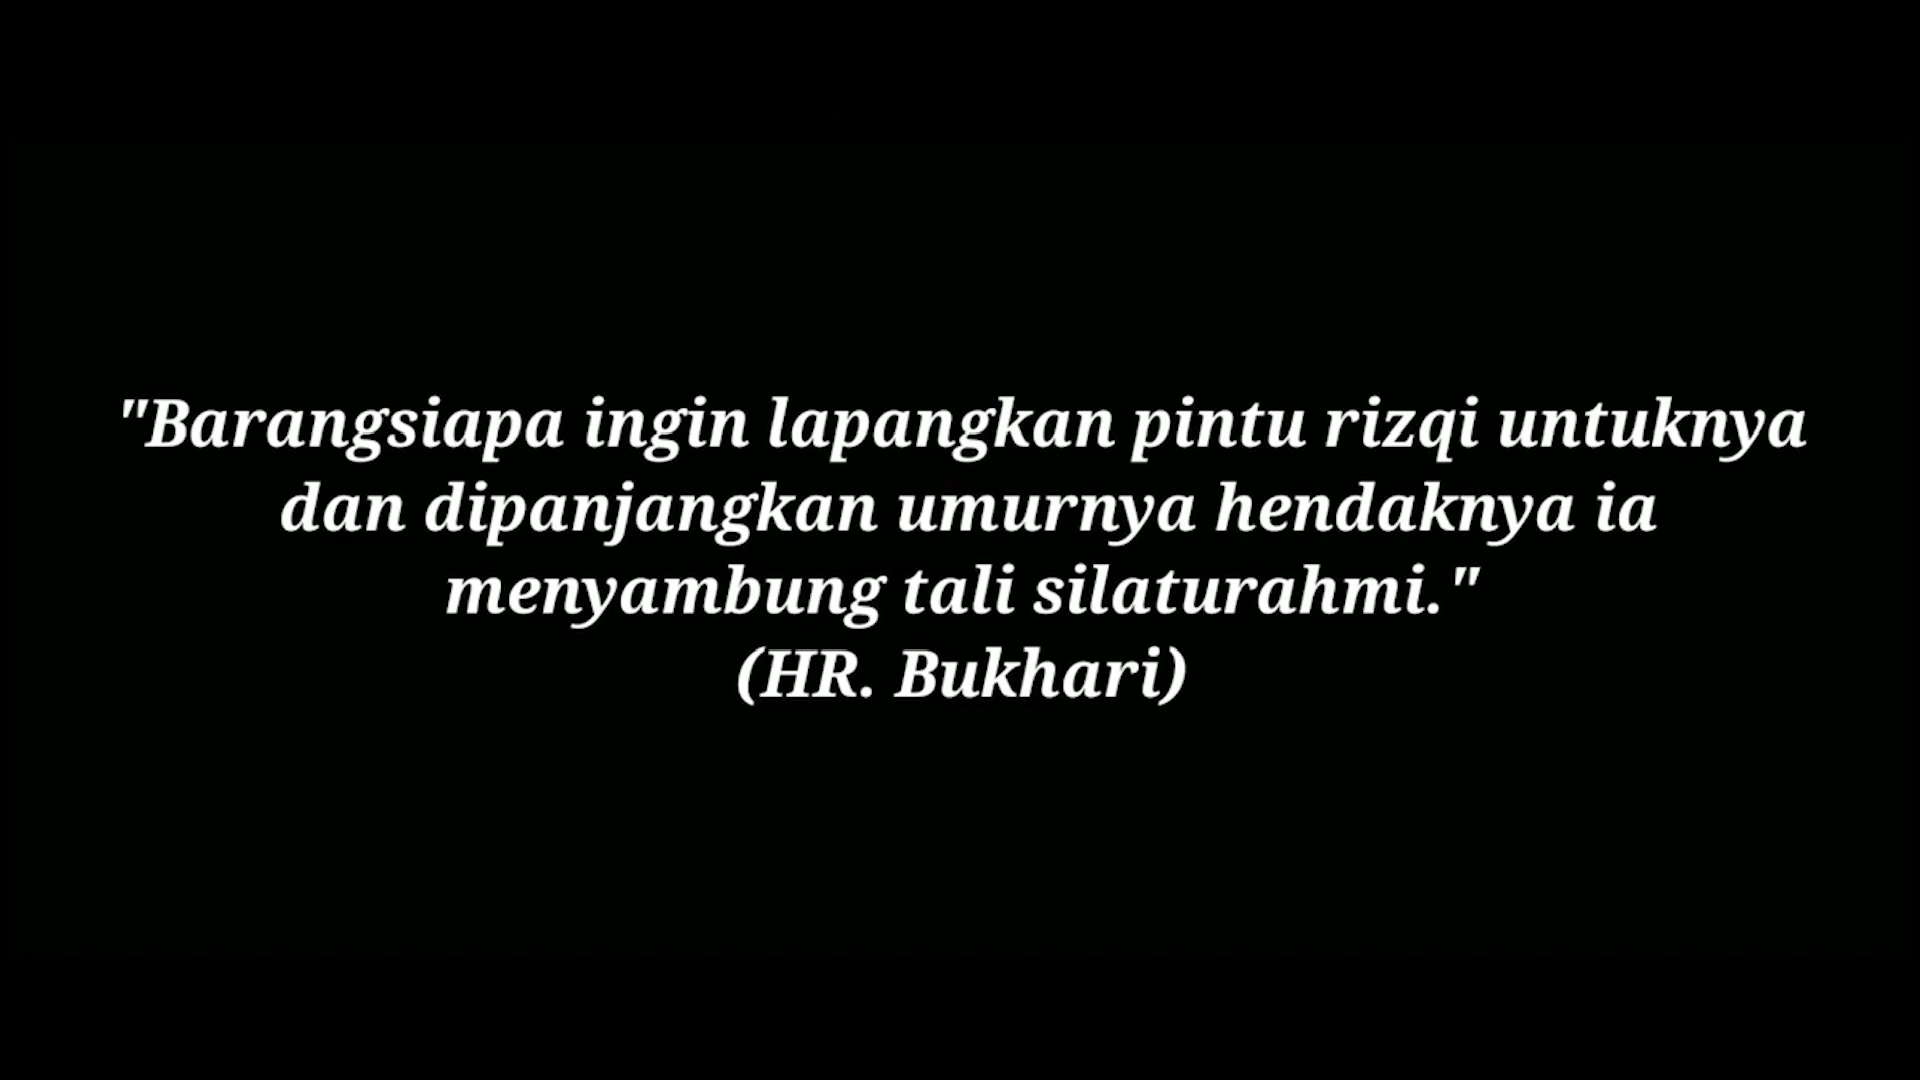 "Barangsiapa ingin lapangkan pintu rizqi untuknya
dan dipanjangkan umurnya hendaknya ia
menyambung tali silaturahmi."
(HR. Bukhari)